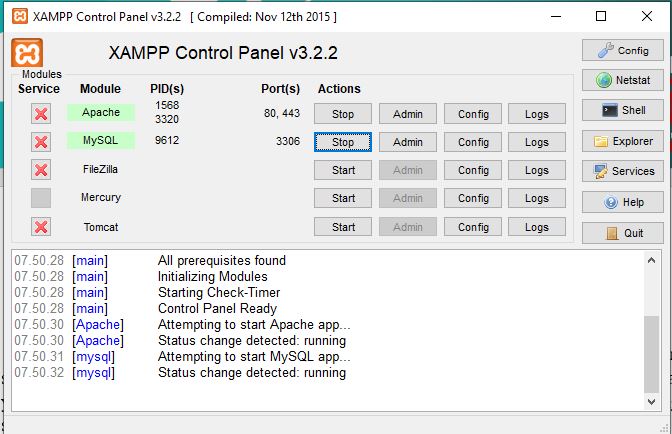 XAMPP Control Panel v3.2.2 [ Compiled: Nov 12th 2015 ]
XAMPP Control Panel v3.2.2
Config
Modules
Service Module PID(s) Port(s) Actions
Netstat
Apache 1568 3320 80, 443 Stop Admin Config Logs
Shell
MySQL 9612 3306 Stop Admin Config Logs
Explorer
FileZilla Start Admin Config Logs
Services
Mercury Start Admin Config Logs
Help
Tomcat Start Admin Config Logs
Quit
07.50.28 [main] All prerequisites found
07.50.28 [main] Initializing Modules
07.50.28 [main] Starting Check-Timer
07.50.28 [main] Control Panel Ready
07.50.30 [Apache] Attempting to start Apache app...
07.50.30 [Apache] Status change detected: running
07.50.31 [mysql] Attempting to start MySQL app...
07.50.32 [mysql] Status change detected: running